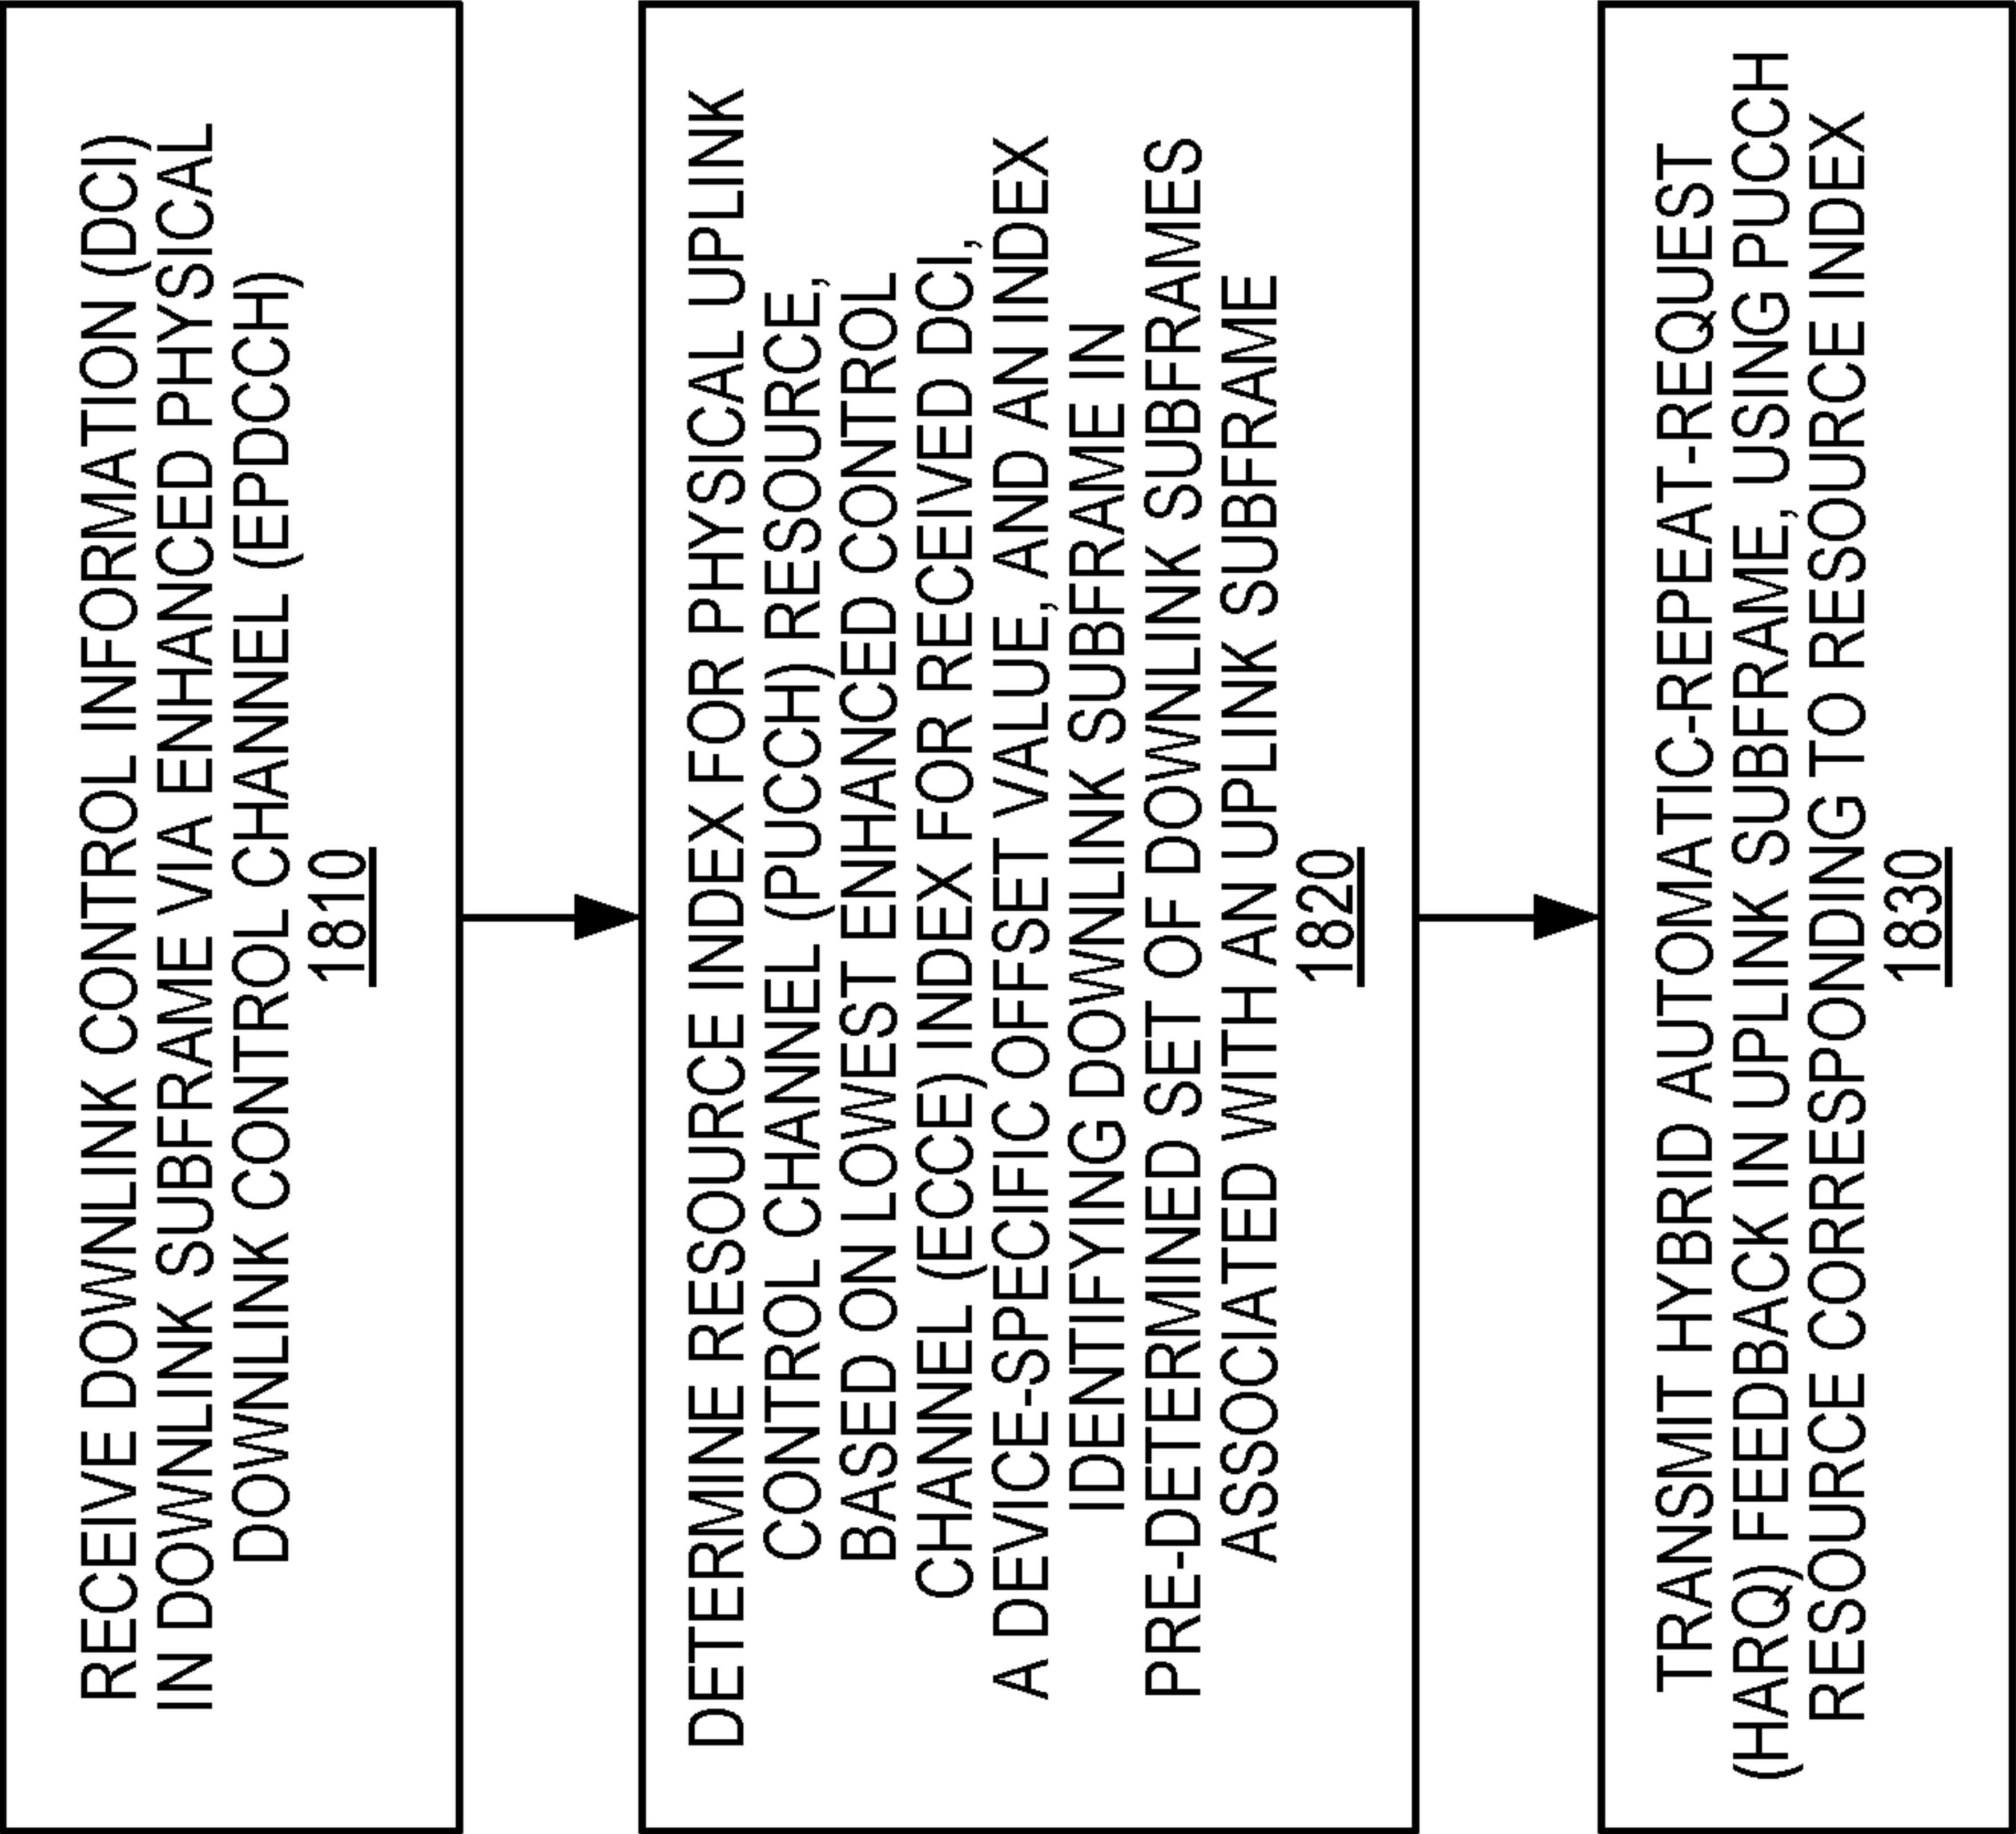 RECEIVE DOWNLINK CONTROL INFORMATION (DCI)
IN DOWNLINK SUBFRAME VIA ENHANCED PHYSICAL
DOWNLINK CONTROL CHANNEL (EPDCCH)
1810
DETERMINE RESOURCE INDEX FOR PHYSICAL UPLINK
CONTROL CHANNEL (PUCCH) RESOURCE,
BASED ON LOWEST ENHANCED CONTROL
CHANNEL (ECCE) INDEX FOR RECEIVED DCI,
A DEVICE-SPECIFIC OFFSET VALUE, AND AN INDEX
IDENTIFYING DOWNLINK SUBFRAME IN
PRE-DETERMINED SET OF DOWNLINK SUBFRAMES
ASSOCIATED WITH AN UPLINK SUBFRAME
1820
TRANSMIT HYBRID AUTOMATIC-REPEAT-REQUEST
(HARQ) FEEDBACK IN UPLINK SUBFRAME, USING PUCCH
RESOURCE CORRESPONDING TO RESOURCE INDEX
1830